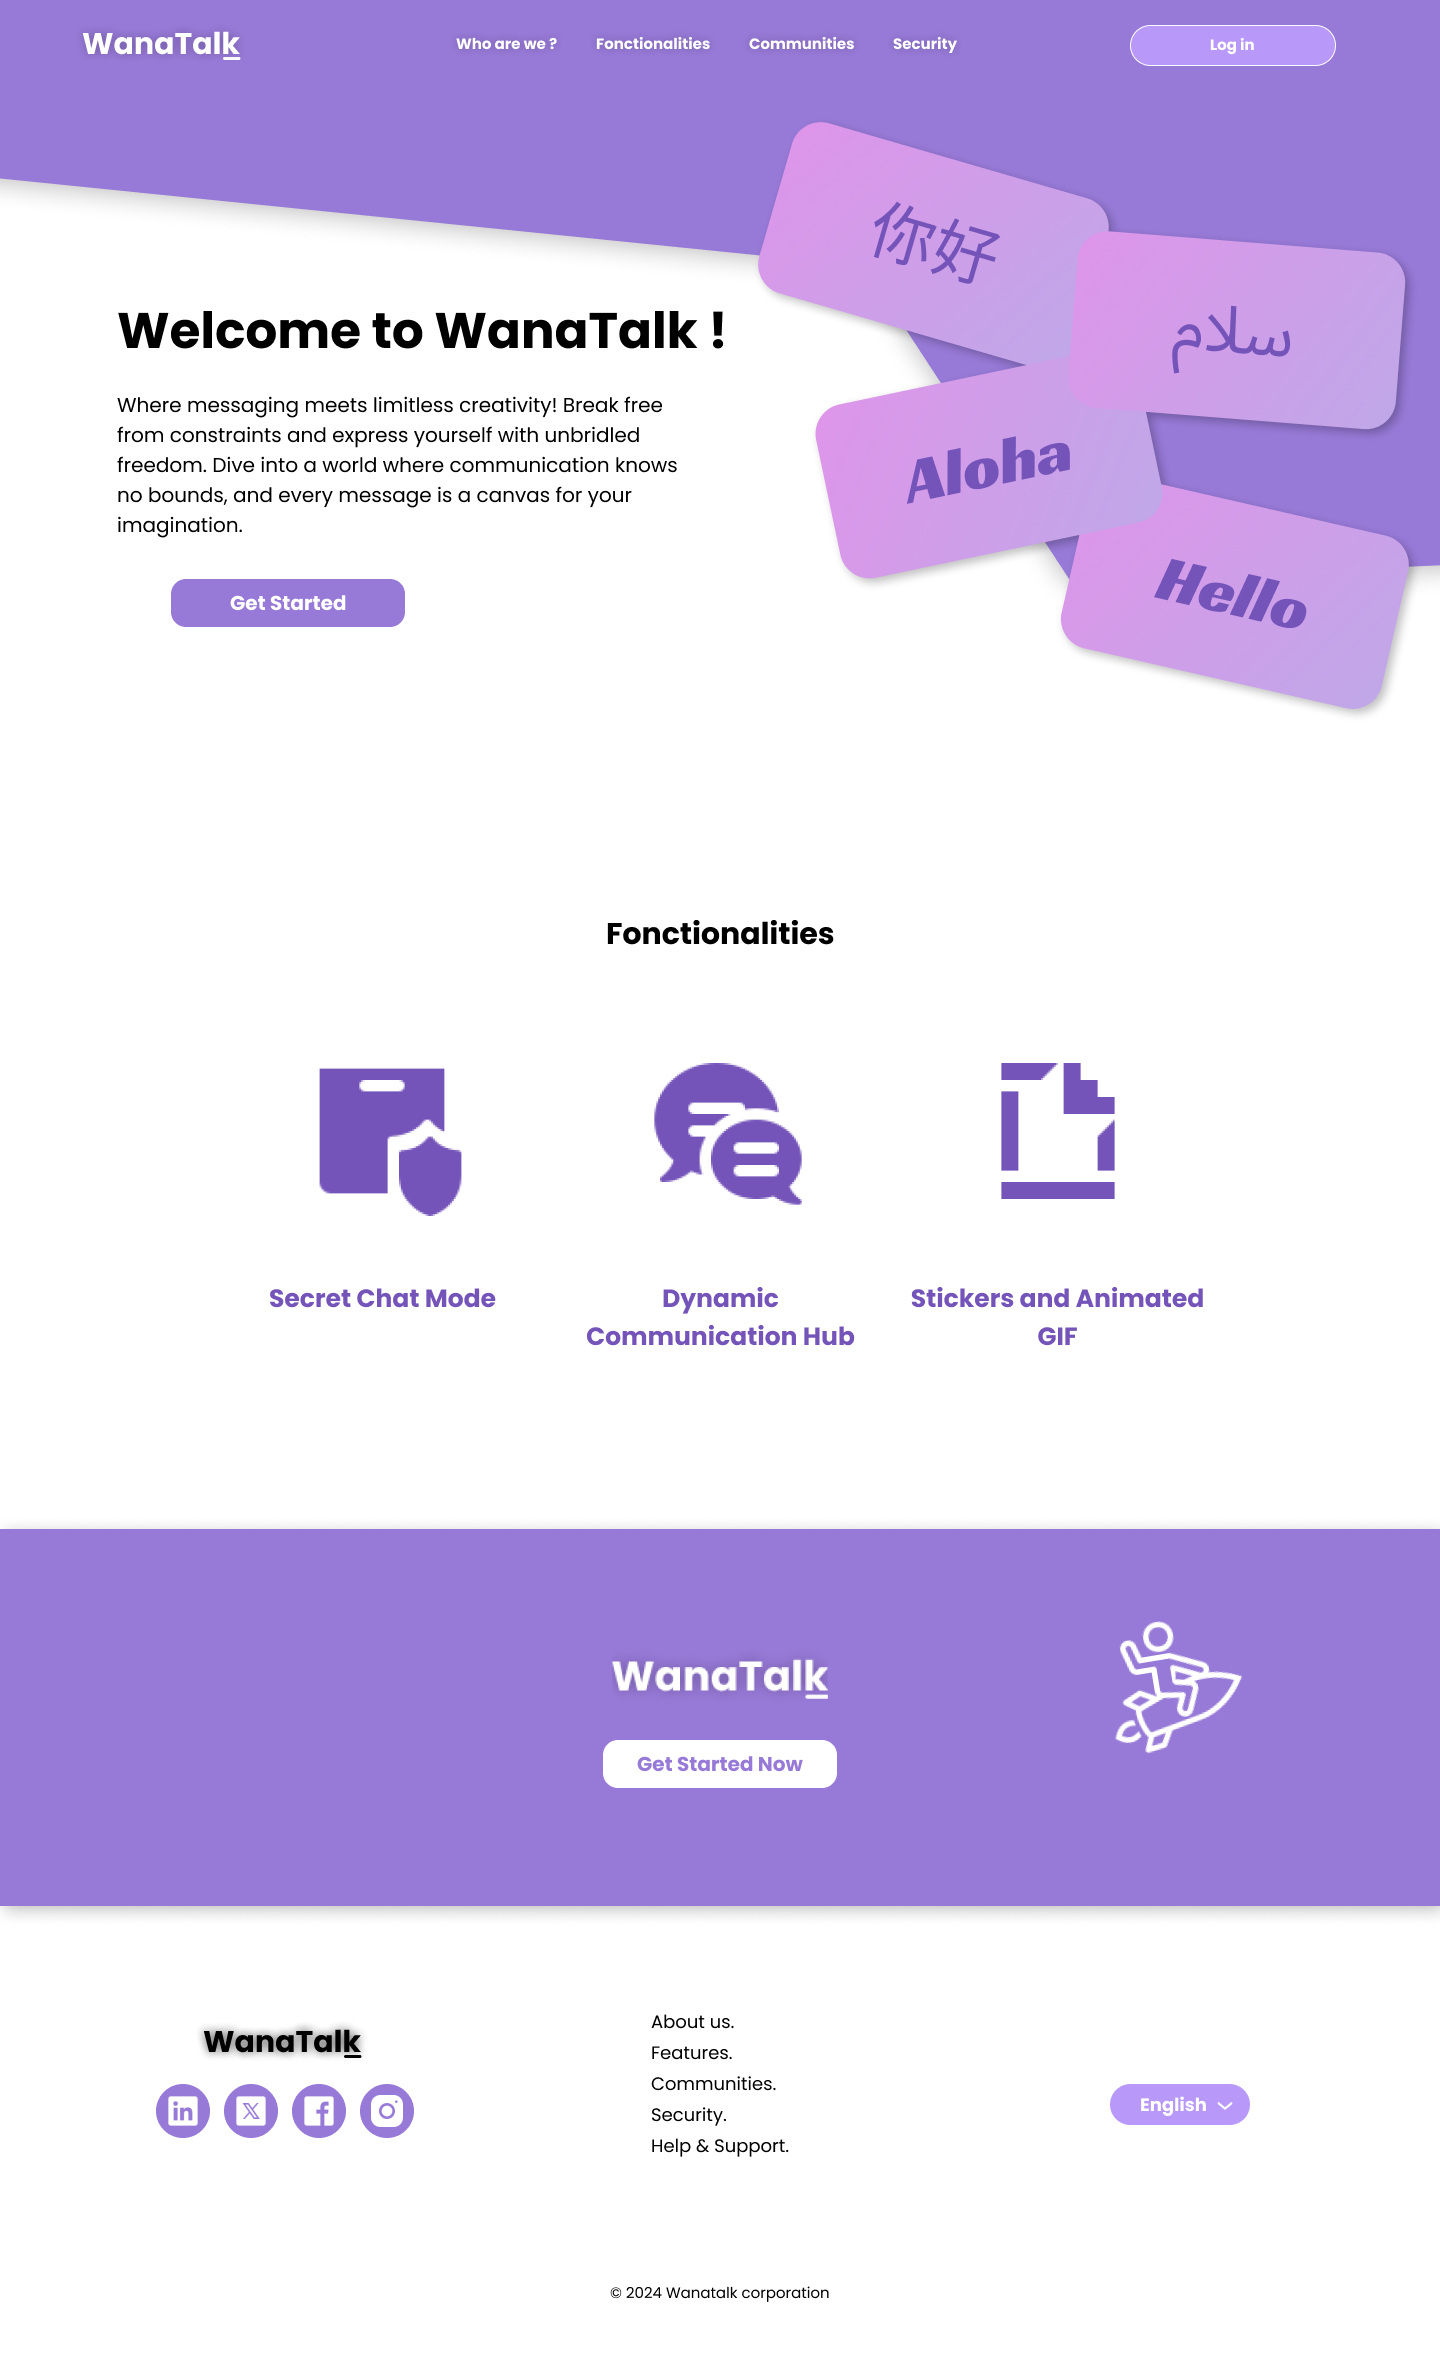 WanaTalk
Who are we ? Fonctionalities Communities Security
Log in
你好
سلام
Welcome to WanaTalk !
Where messaging meets limitless creativity! Break free
from constraints and express yourself with unbridled
freedom. Dive into a world where communication knows
no bounds, and every message is a canvas for your
imagination.
Aloha
Hello
Get Started
Fonctionalities
Secret Chat Mode
Dynamic
Communication Hub
Stickers and Animated
GIF
WanaTalk
Get Started Now
WanaTalk
About us.
Features.
Communities.
Security.
Help & Support.
English
© 2024 Wanatalk corporation